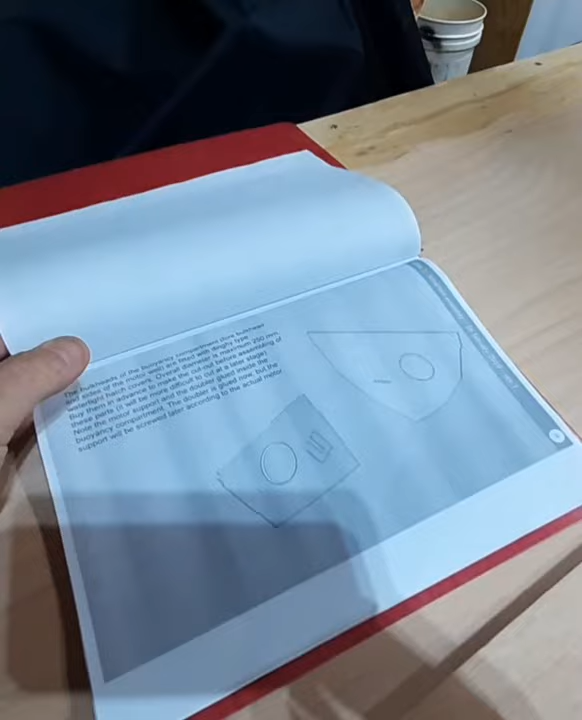 The bulkheads of the buoyancy compartment (fore bulkhead
and sides of the motor well) are fitted with dinghy type
watertight hatch covers. Overall diameter is maximum 250 mm.
Buy them in advance to make the cut-out before assembling of
these parts (it will be more difficult to cut at a later stage).
Note the motor support and the doubler glued inside the
buoyancy compartment. The doubler is glued now, but the
support will be screwed later according to the actual motor